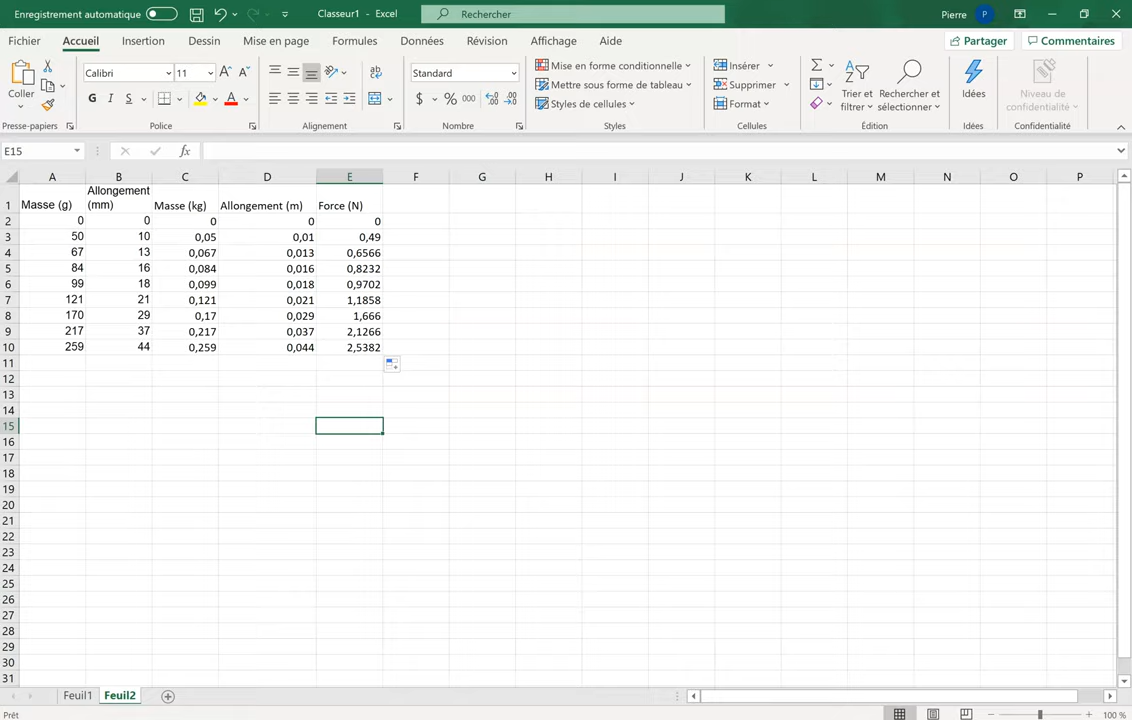 Enregistrement automatique
Classeur1 - Excel
Rechercher
Pierre
P
Fichier Accueil Insertion Dessin Mise en page Formules Données Révision Affichage Aide
Partager
Commentaires
Coller
Calibri 11
G I S
Standard
$ % 000
Mise en forme conditionnelle
Mettre sous forme de tableau
Styles de cellules
Insérer
Supprimer
Format
Trier et
filtrer
Rechercher et
sélectionner
Idées
Niveau de
confidentialité
Presse-papiers Police Alignement Nombre Styles Cellules Édition Idées Confidentialité
E15 fx
A B C D E F G H I J K L M N O P
1 Masse (g) Allongement
(mm) Masse (kg) Allongement (m) Force (N)
2 0 0 0 0 0
3 50 10 0,05 0,01 0,49
4 67 13 0,067 0,013 0,6566
5 84 16 0,084 0,016 0,8232
6 99 18 0,099 0,018 0,9702
7 121 21 0,121 0,021 1,1858
8 170 29 0,17 0,029 1,666
9 217 37 0,217 0,037 2,1266
10 259 44 0,259 0,044 2,5382
11
12
13
14
15
16
17
18
19
20
21
22
23
24
25
26
27
28
29
30
31
Feuil1 Feuil2
Prêt
100 %